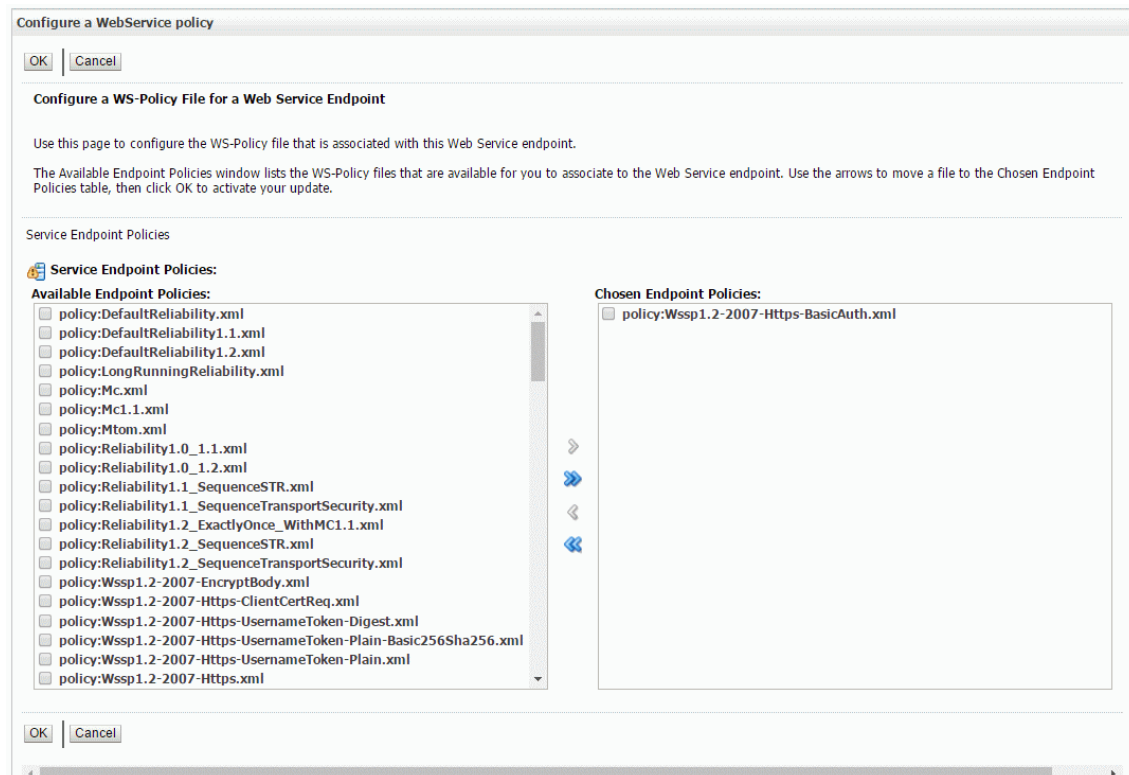 Configure a WebService policy
OK Cancel
Configure a WS-Policy File for a Web Service Endpoint
Use this page to configure the WS-Policy file that is associated with this Web Service endpoint.
The Available Endpoint Policies window lists the WS-Policy files that are available for you to associate to the Web Service endpoint. Use the arrows to move a file to the Chosen Endpoint
Policies table, then click OK to activate your update.
Service Endpoint Policies
Service Endpoint Policies:
Available Endpoint Policies:
policy:DefaultReliability.xml
policy:DefaultReliability1.1.xml
policy:DefaultReliability1.2.xml
policy:LongRunningReliability.xml
policy:Mc.xml
policy:Mc1.1.xml
policy:Mtom.xml
policy:Reliability1.0_1.1.xml
policy:Reliability1.0_1.2.xml
policy:Reliability1.1_SequenceSTR.xml
policy:Reliability1.1_SequenceTransportSecurity.xml
policy:Reliability1.2_ExactlyOnce_WithMC1.1.xml
policy:Reliability1.2_SequenceSTR.xml
policy:Reliability1.2_SequenceTransportSecurity.xml
policy:Wssp1.2-2007-EncryptBody.xml
policy:Wssp1.2-2007-Https-ClientCertReq.xml
policy:Wssp1.2-2007-Https-UsernameToken-Digest.xml
policy:Wssp1.2-2007-Https-UsernameToken-Plain-Basic256Sha256.xml
policy:Wssp1.2-2007-Https-UsernameToken-Plain.xml
policy:Wssp1.2-2007-Https.xml
Chosen Endpoint Policies:
policy:Wssp1.2-2007-Https-BasicAuth.xml
OK Cancel